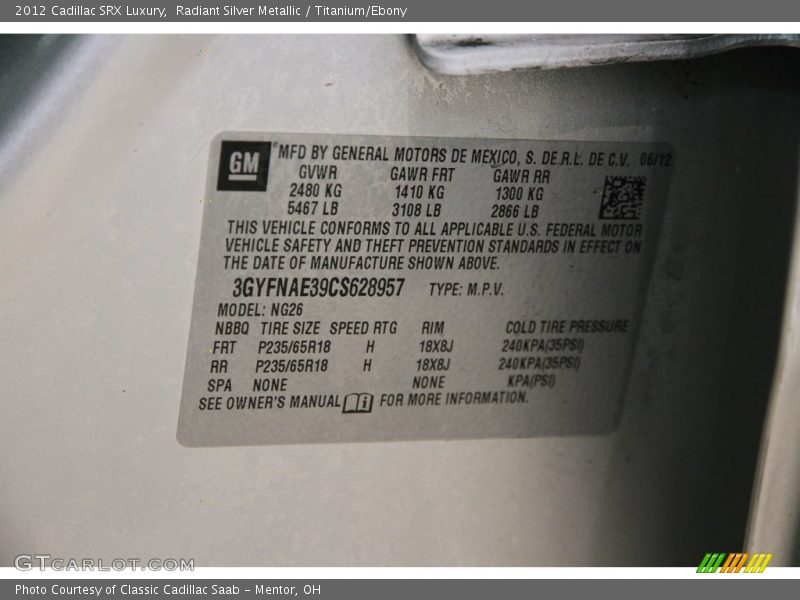 2012 Cadillac SRX Luxury,  Radiant Silver Metallic / Titanium/Ebony
GM
MFD BY GENERAL MOTORS DE MEXICO, S. DE R.L. DE C.V. 06/12
GVWR GAWR FRT GAWR RR
2480 KG 1410 KG 1300 KG
5467 LB 3108 LB 2866 LB
THIS VEHICLE CONFORMS TO ALL APPLICABLE U.S. FEDERAL MOTOR
VEHICLE SAFETY AND THEFT PREVENTION STANDARDS IN EFFECT ON
THE DATE OF MANUFACTURE SHOWN ABOVE.
3GYFNAE39CS628957 TYPE: M.P.V.
MODEL: NG26
NBBQ TIRE SIZE SPEED RTG RIM COLD TIRE PRESSURE
FRT P235/65R18 H 18X8J 240KPA(35PSI)
RR P235/65R18 H 18X8J 240KPA(35PSI)
SPA NONE NONE KPA(PSI)
SEE OWNER'S MANUAL FOR MORE INFORMATION.
GTCARLOT.COM
Photo Courtesy of Classic Cadillac Saab – Mentor, OH